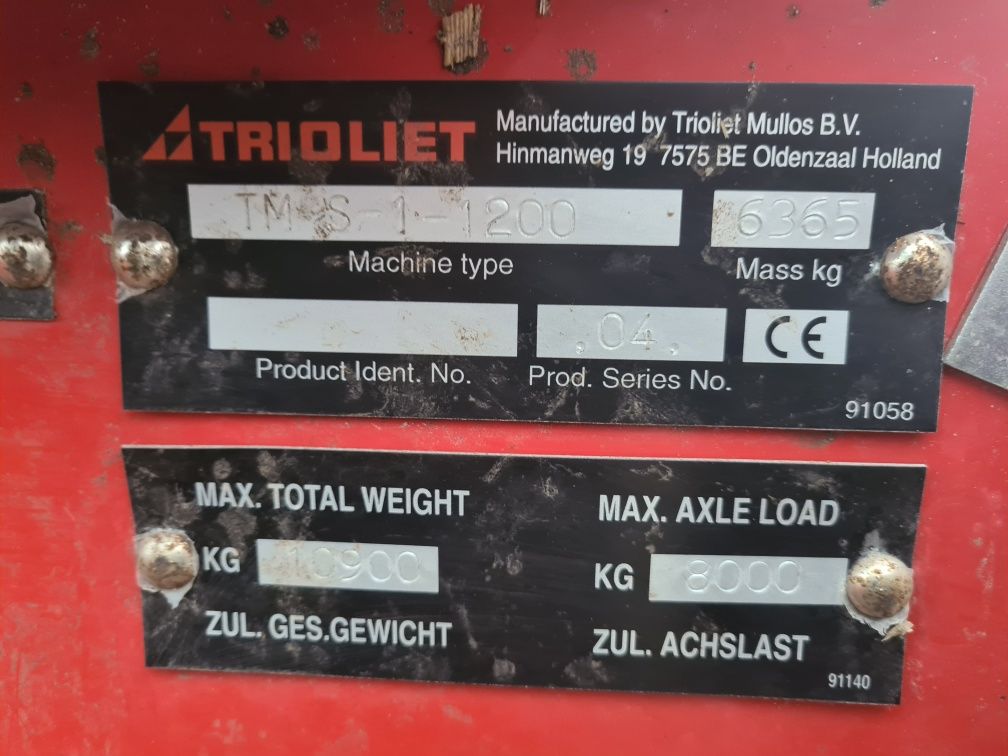 TRIOLIET
Manufactured by Trioliet Mullos B.V.
Hinmanweg 19 7575 BE Oldenzaal Holland
TM-S-1-1200
6365
Machine type
Mass kg
.04.
CE
Product Ident. No.
Prod. Series No.
91058
MAX. TOTAL WEIGHT
MAX. AXLE LOAD
KG 10900
KG 8000
ZUL. GES.GEWICHT
ZUL. ACHSLAST
91140